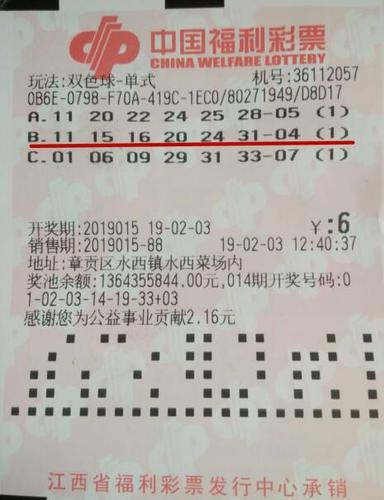 中国福利彩票
CHINA WELFARE LOTTERY
玩法:双色球-单式 机号:36112057
0B6E-0798-F70A-419C-1EC0/80271949/D8D17
A.11 20 22 24 25 28-05 (1)
B.11 15 16 20 24 31-04 (1)
C.01 06 09 29 31 33-07 (1)
开奖期:2019015 19-02-03 ¥:6
销售期:2019015-88 19-02-03 12:40:37
地址:章贡区水西镇水西菜场内
奖池余额:1364355844.00元,014期开奖号码:0
1-02-03-14-19-33+03
感谢您为公益事业贡献2.16元
江西省福利彩票发行中心承销